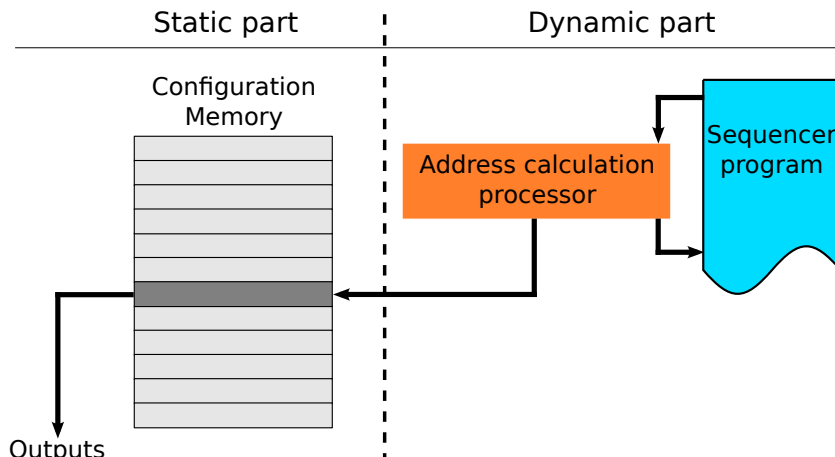 Static part
Dynamic part
Configuration
Memory
Address calculation
processor
Sequencer
program
Outputs